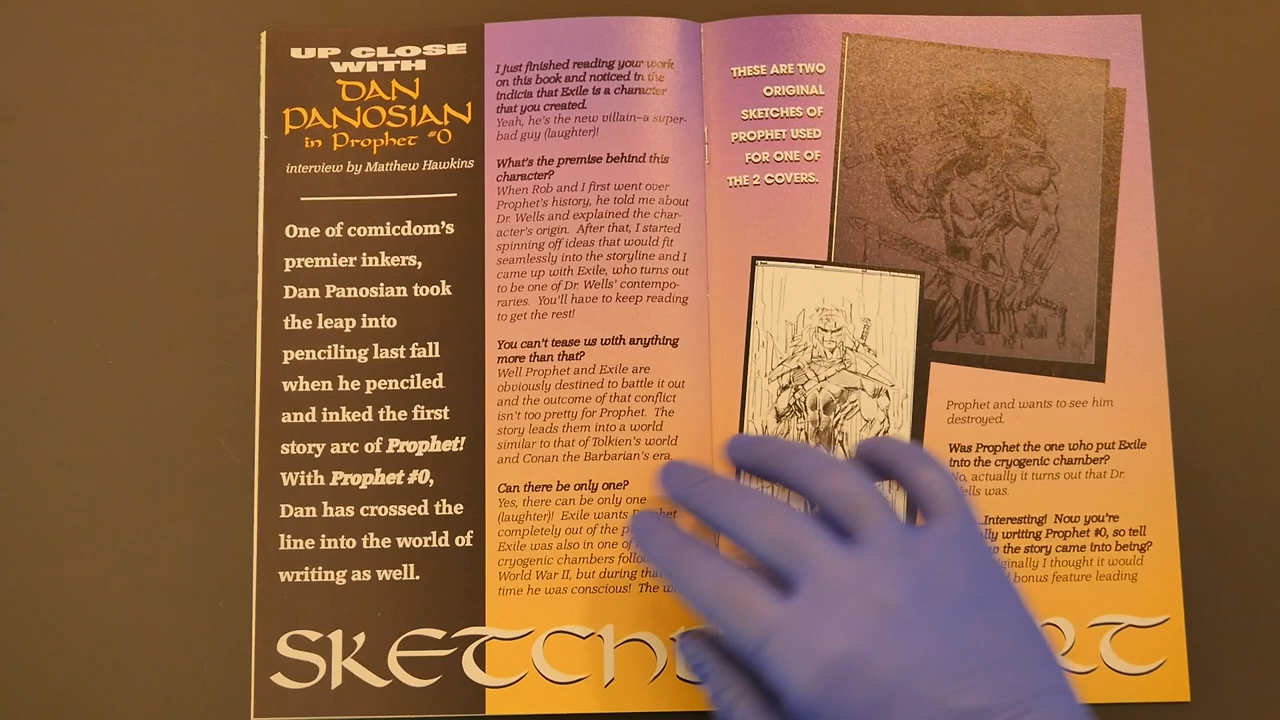 UP CLOSE
WITH
DAN
PANOSIAN
in Prophet #0
interview by Matthew Hawkins
One of comicdom's
premier inkers,
Dan Panosian took
the leap into
penciling last fall
when he penciled
and inked the first
story arc of Prophet!
With Prophet #0,
Dan has crossed the
line into the world of
writing as well.
I just finished reading your work
on this book and noticed in the
indicia that Exile is a character
that you created.
Yeah, he's the new villain–a super-
bad guy (laughter)!
What's the premise behind this
character?
When Rob and I first went over
Prophet's history, he told me about
Dr. Wells and explained the char-
acter's origin. After that, I started
spinning off ideas that would fit
seamlessly into the storyline and I
came up with Exile, who turns out
to be one of Dr. Wells' contempo-
raries. You'll have to keep reading
to get the rest!
You can't tease us with anything
more than that?
Well Prophet and Exile are
obviously destined to battle it out
and the outcome of that conflict
isn't too pretty for Prophet. The
story leads them into a world
similar to that of Tolkien's world
and Conan the Barbarian's era.
Can there be only one?
Yes, there can be only one
(laughter)! Exile wants Prophet
completely out of the
Exile was also in one of
cryogenic chambers
World War II, but during that
time he was conscious! The
THESE ARE TWO
ORIGINAL
SKETCHES OF
PROPHET USED
FOR ONE OF
THE 2 COVERS.
Prophet and wants to see him
destroyed.
Was Prophet the one who put Exile
into the cryogenic chamber?
No, actually it turns out that Dr.
Wells was.
...Interesting! Now you're
writing Prophet #0, so tell
the story came into being?
I thought it would
bonus feature leading